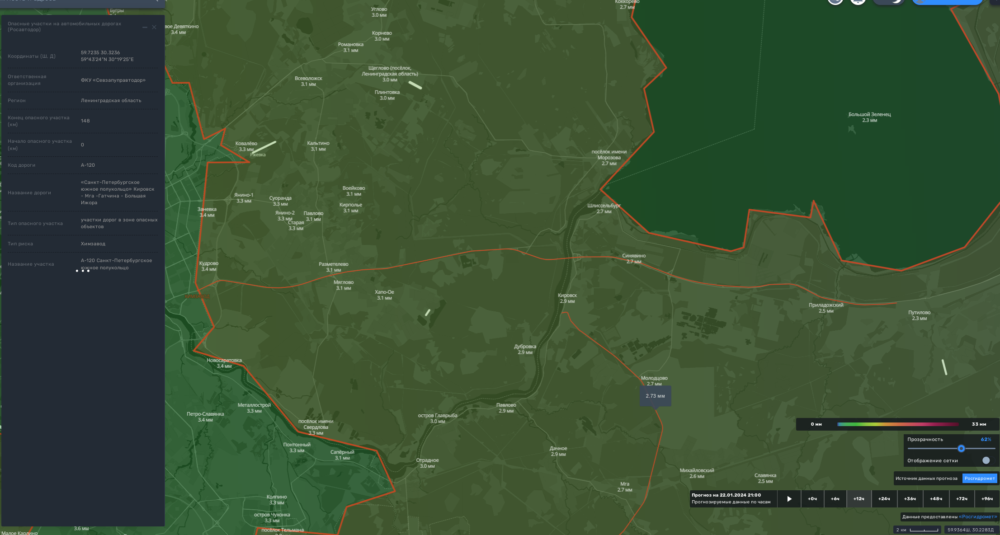 Бугры
Опасные участки на автомобильных дорогах
(Росавтодор)
Координаты (Ш, Д)
59.7235 30.3236
59°43'24"N 30°19'25"E
Ответственная
организация
ФКУ «Севзапуправтодор»
Регион
Ленинградская область
Конец опасного участка
(км)
148
Начало опасного участка
(км)
0
Код дороги
А-120
Название дороги
«Санкт-Петербургское
южное полукольцо» Кировск
- Мга -Гатчина - Большая
Ижора
Тип опасного участка
участки дорог в зоне опасных
объектов
Тип риска
Химзавод
Название участка
А-120 Санкт-Петербургское
южное полукольцо
3.6 мм
Малое Карлино
вое Девяткино
3.4 мм
Углово
3.0 мм
Корнево
3.0 мм
Романовка
3.1 мм
Щеглово (посёлок,
Ленинградская область)
3.0 мм
Всеволожск
3.1 мм
Плинтовка
3.0 мм
Коккорево
2.7 мм
Большой Зеленец
2.3 мм
Ковалёво
3.3 мм
Ржевка
Кальтино
3.1 мм
посёлок имени
Морозова
2.7 мм
Воейково
3.1 мм
Янино-1
3.3 мм
Суоранда
3.3 мм
Кирполье
3.1 мм
Заневка
3.4 мм
Янино-2
3.3 мм
Павлово
3.1 мм
Старая
3.3 мм
Шлиссельбург
2.7 мм
Синявино
2.7 мм
Кудрово
3.4 мм
Разметелево
3.1 мм
Мяглово
3.1 мм
Хапо-Ое
3.1 мм
ХИМЗАВОД
Кировск
2.9 мм
Приладожский
2.5 мм
Путилово
2.3 мм
Дубровка
2.9 мм
Новосаратовка
3.4 мм
Молодцово
2.7 мм
2.73 мм
Металлострой
3.3 мм
Павлово
2.9 мм
Петро-Славянка
3.4 мм
остров Главрыба
3.0 мм
посёлок имени
Свердлова
3.3 мм
Понтонный
3.3 мм
Сапёрный
3.1 мм
Дачное
2.9 мм
Отрадное
3.0 мм
Михайловский
2.6 мм
Славянка
2.5 мм
Мга
2.7 мм
Колпино
3.3 мм
остров Чухонка
3.3 мм
посёлок Тельмана
0 мм
33 мм
Прозрачность
62%
Отображение сетки
Источник данных прогноза
Росгидромет
Прогноз на 22.01.2024 21:00
Прогнозируемые данные по часам
+0ч
+6ч
+12ч
+24ч
+36ч
+48ч
+72ч
+96ч
Данные предоставлены «Росгидромет»
2 км
59.9364Ш, 30.2283Д